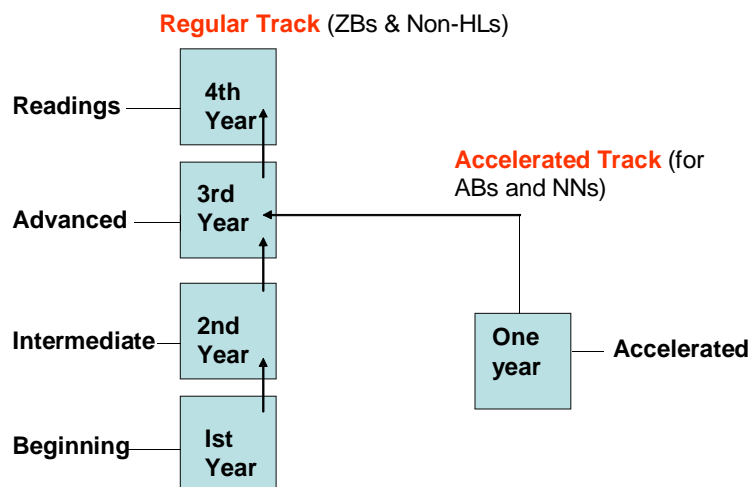 Regular Track (ZBs & Non-HLs)
Readings
4th
Year
Accelerated Track (for
ABs and NNs)
Advanced
3rd
Year
Intermediate
2nd
Year
One
year
Accelerated
Beginning
Ist
Year